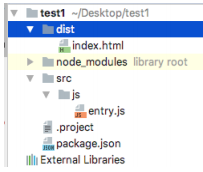 test1 ~/Desktop/test1
dist
index.html
node_modules library root
src
js
entry.js
.project
package.json
External Libraries